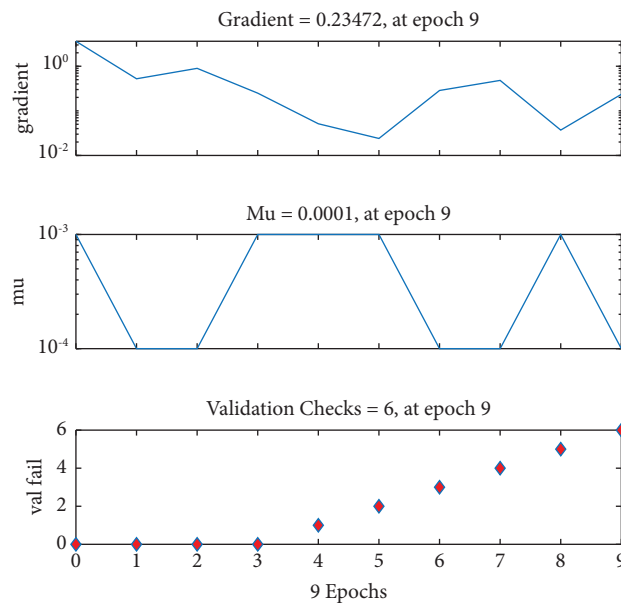 Gradient = 0.23472, at epoch 9
10^0
10^-2
gradient
Mu = 0.0001, at epoch 9
10^-3
10^-4
mu
Validation Checks = 6, at epoch 9
6
4
2
0
val fail
0 1 2 3 4 5 6 7 8 9
9 Epochs